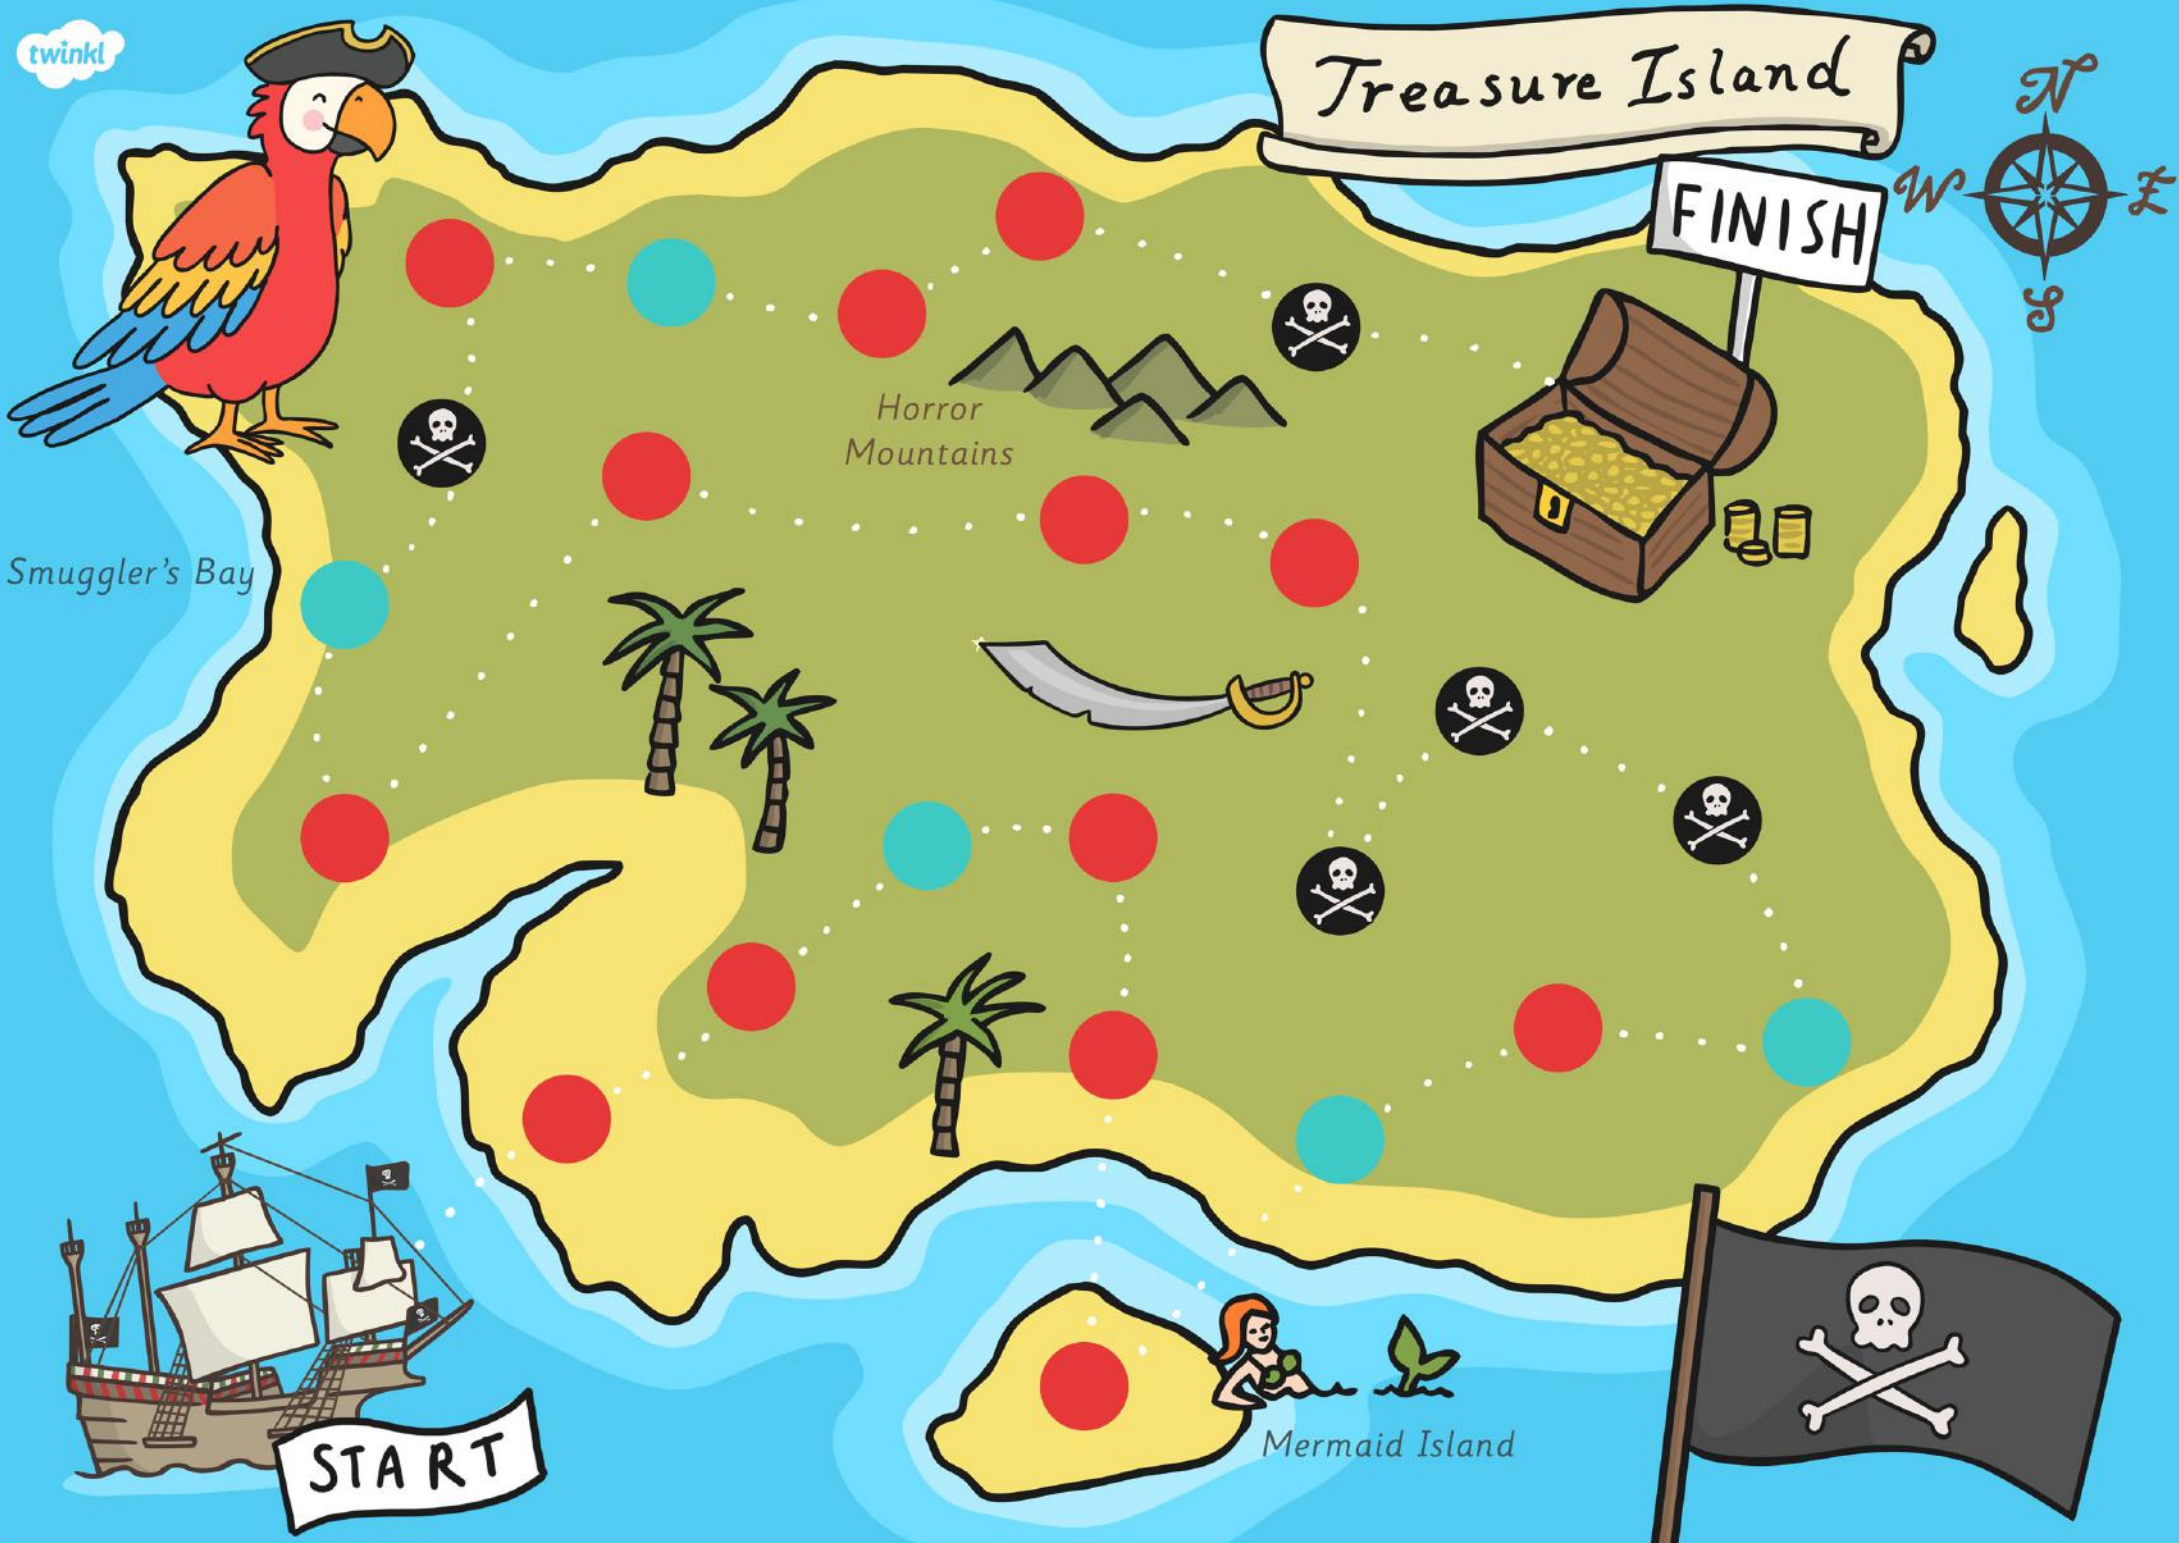 twinkl
Treasure Island
N
W
E
S
FINISH
Horror
Mountains
Smuggler's Bay
START
Mermaid Island